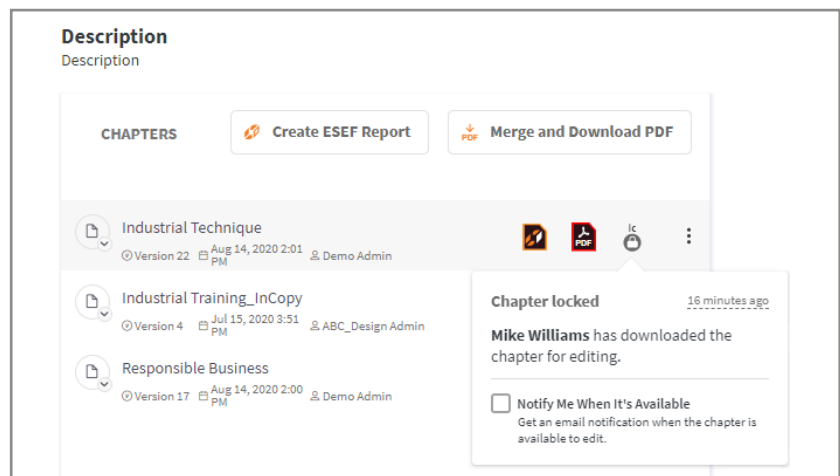 Description
Description
CHAPTERS
Create ESEF Report
PDF
Merge and Download PDF
Industrial Technique
Version 22
Aug 14, 2020 2:01
PM
Demo Admin
PDF
Ic
Chapter locked
16 minutes ago
Mike Williams has downloaded the
chapter for editing.
Notify Me When It's Available
Get an email notification when the chapter is
available to edit.
Industrial Training_InCopy
Version 4
Jul 15, 2020 3:51
PM
ABC_Design Admin
Responsible Business
Version 17
Aug 14, 2020 2:00
PM
Demo Admin